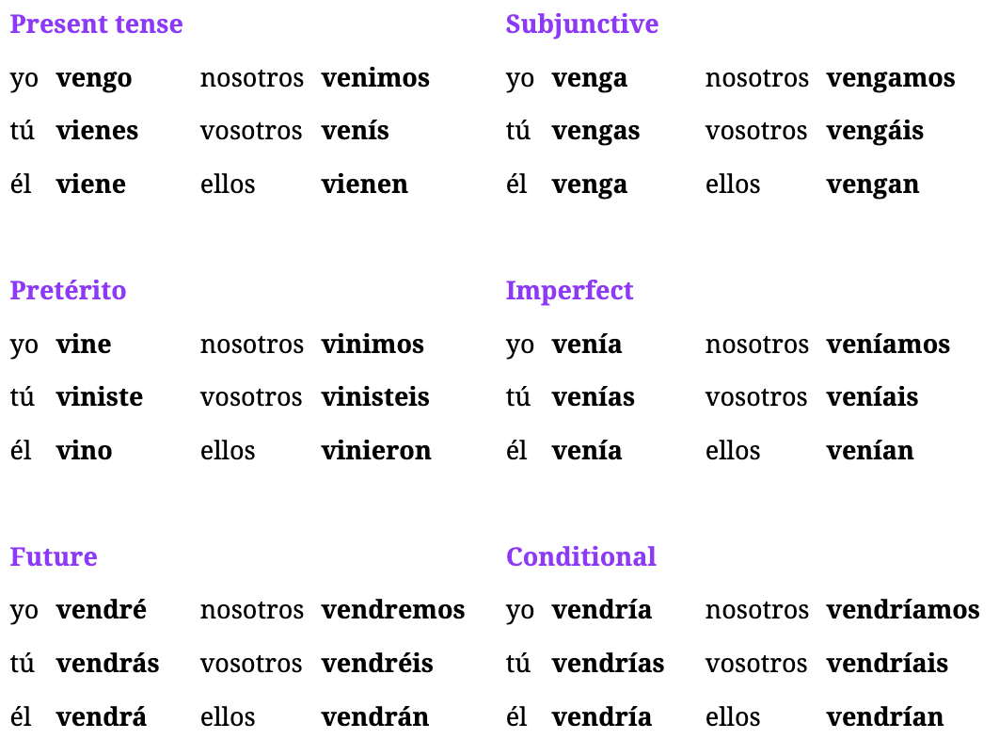 Present tense
yo vengo nosotros venimos
tú vienes vosotros venís
él viene ellos vienen
Subjunctive
yo venga nosotros vengamos
tú vengas vosotros vengáis
él venga ellos vengan
Pretérito
yo vine nosotros vinimos
tú viniste vosotros vinisteis
él vino ellos vinieron
Imperfect
yo venía nosotros veníamos
tú venías vosotros veníais
él venía ellos venían
Future
yo vendré nosotros vendremos
tú vendrás vosotros vendréis
él vendrá ellos vendrán
Conditional
yo vendría nosotros vendríamos
tú vendrías vosotros vendríais
él vendría ellos vendrían